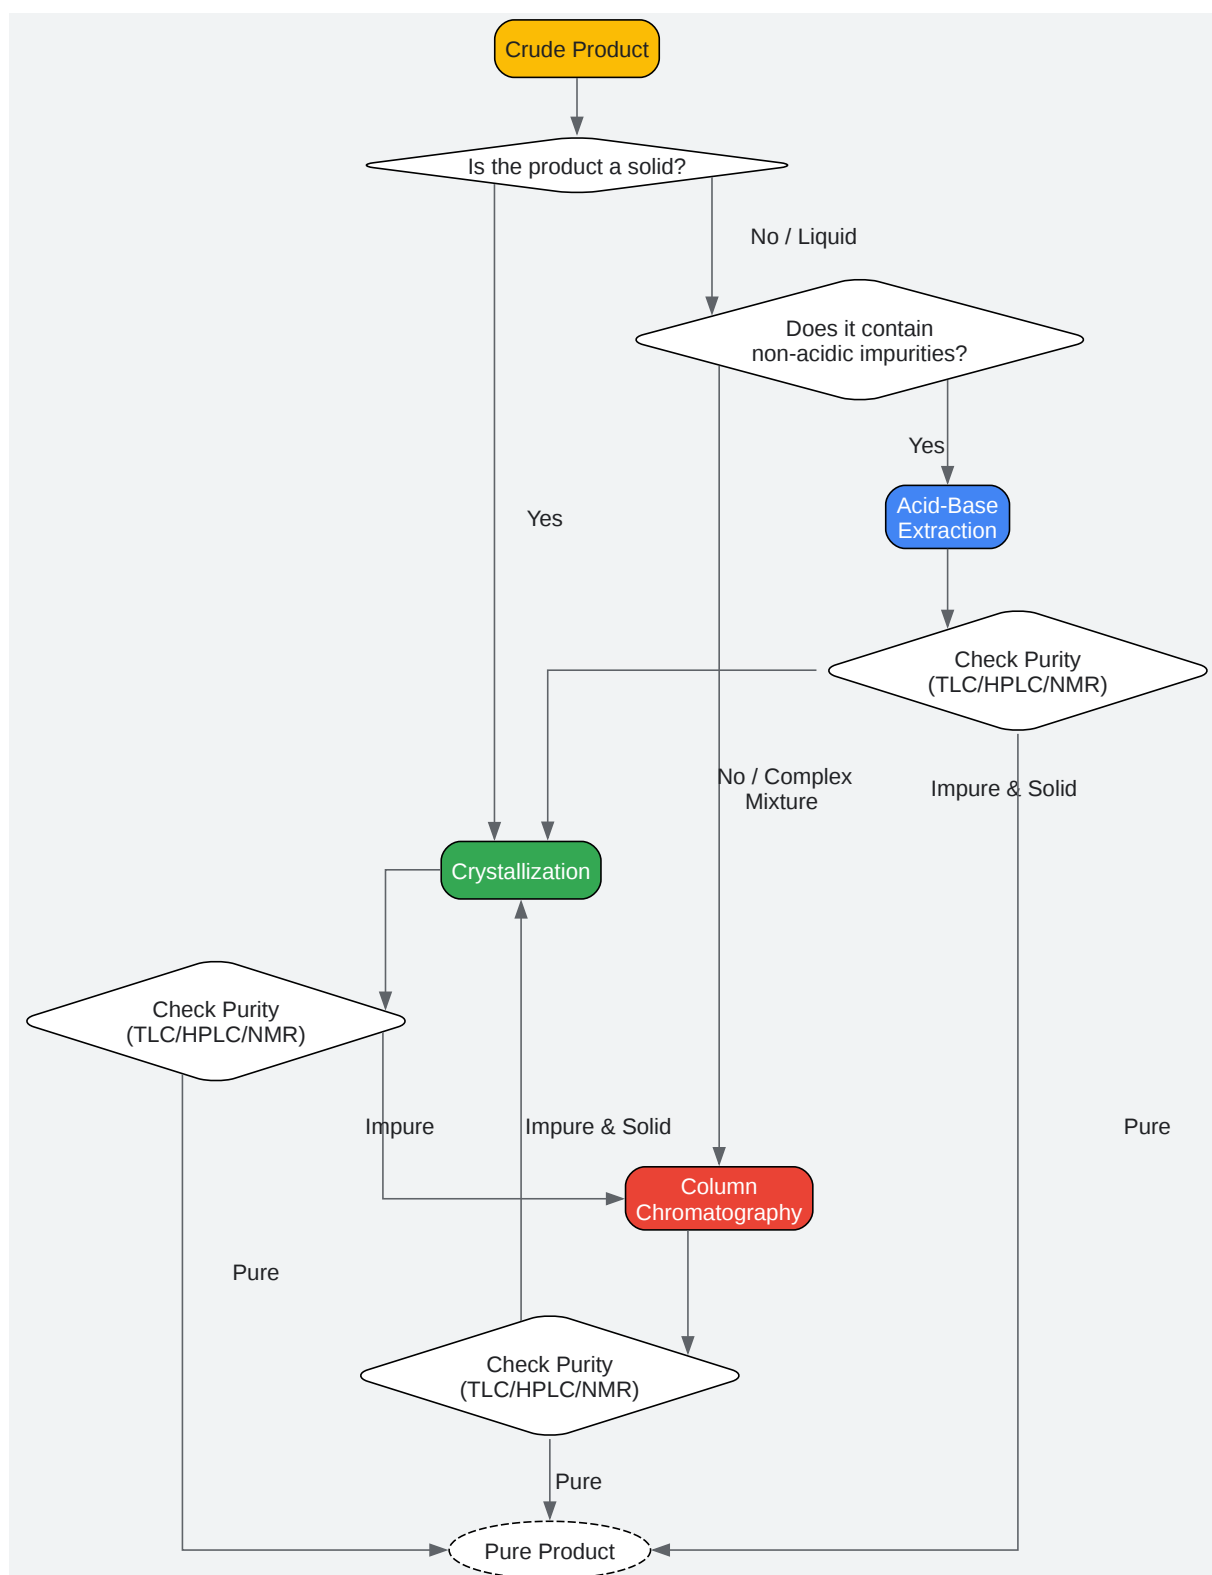 Crude Product
Is the product a solid?
No / Liquid
Does it contain
non-acidic impurities?
Yes
Acid-Base
Extraction
Yes
Check Purity
(TLC/HPLC/NMR)
No / Complex
Mixture
Impure & Solid
Crystallization
Check Purity
(TLC/HPLC/NMR)
Impure
Impure & Solid
Pure
Column
Chromatography
Pure
Check Purity
(TLC/HPLC/NMR)
Pure
Pure Product